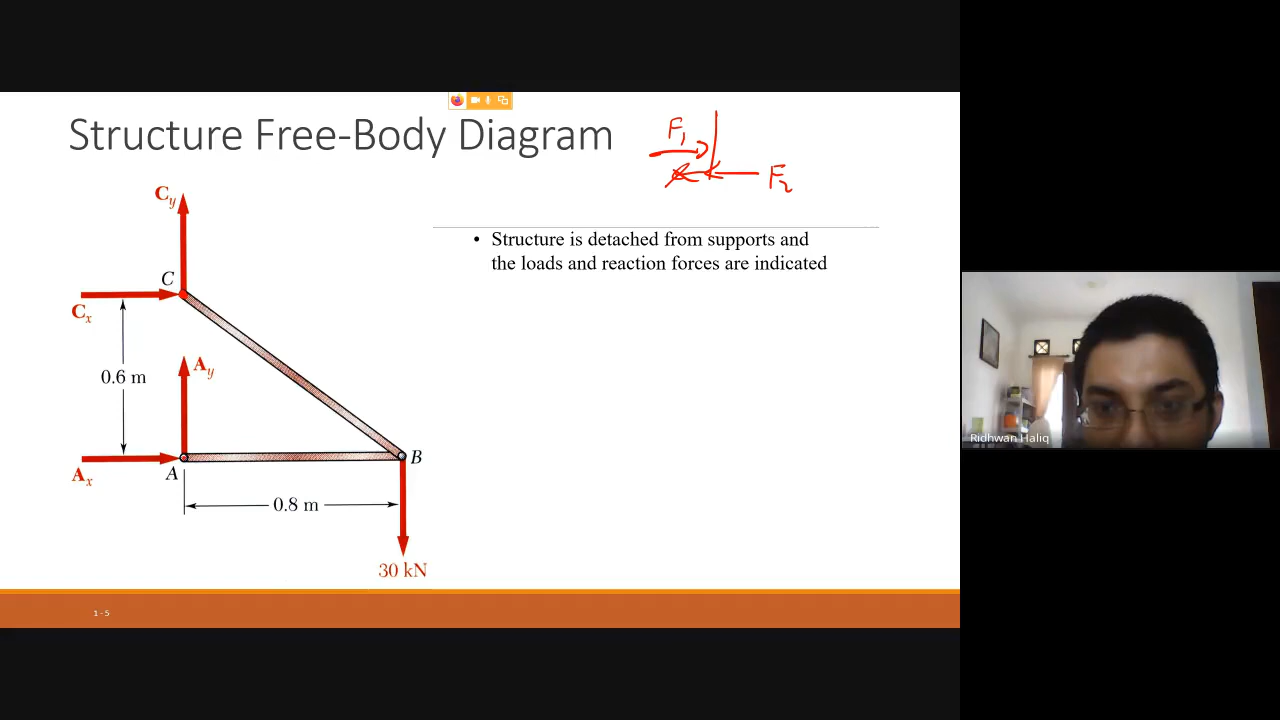 Structure Free-Body Diagram
F1
F2
Cy
• Structure is detached from supports and
the loads and reaction forces are indicated
C
Cx
Ay
0.6 m
A
B
Ax
0.8 m
30 kN
1 - 5
Ridhwan Haliq